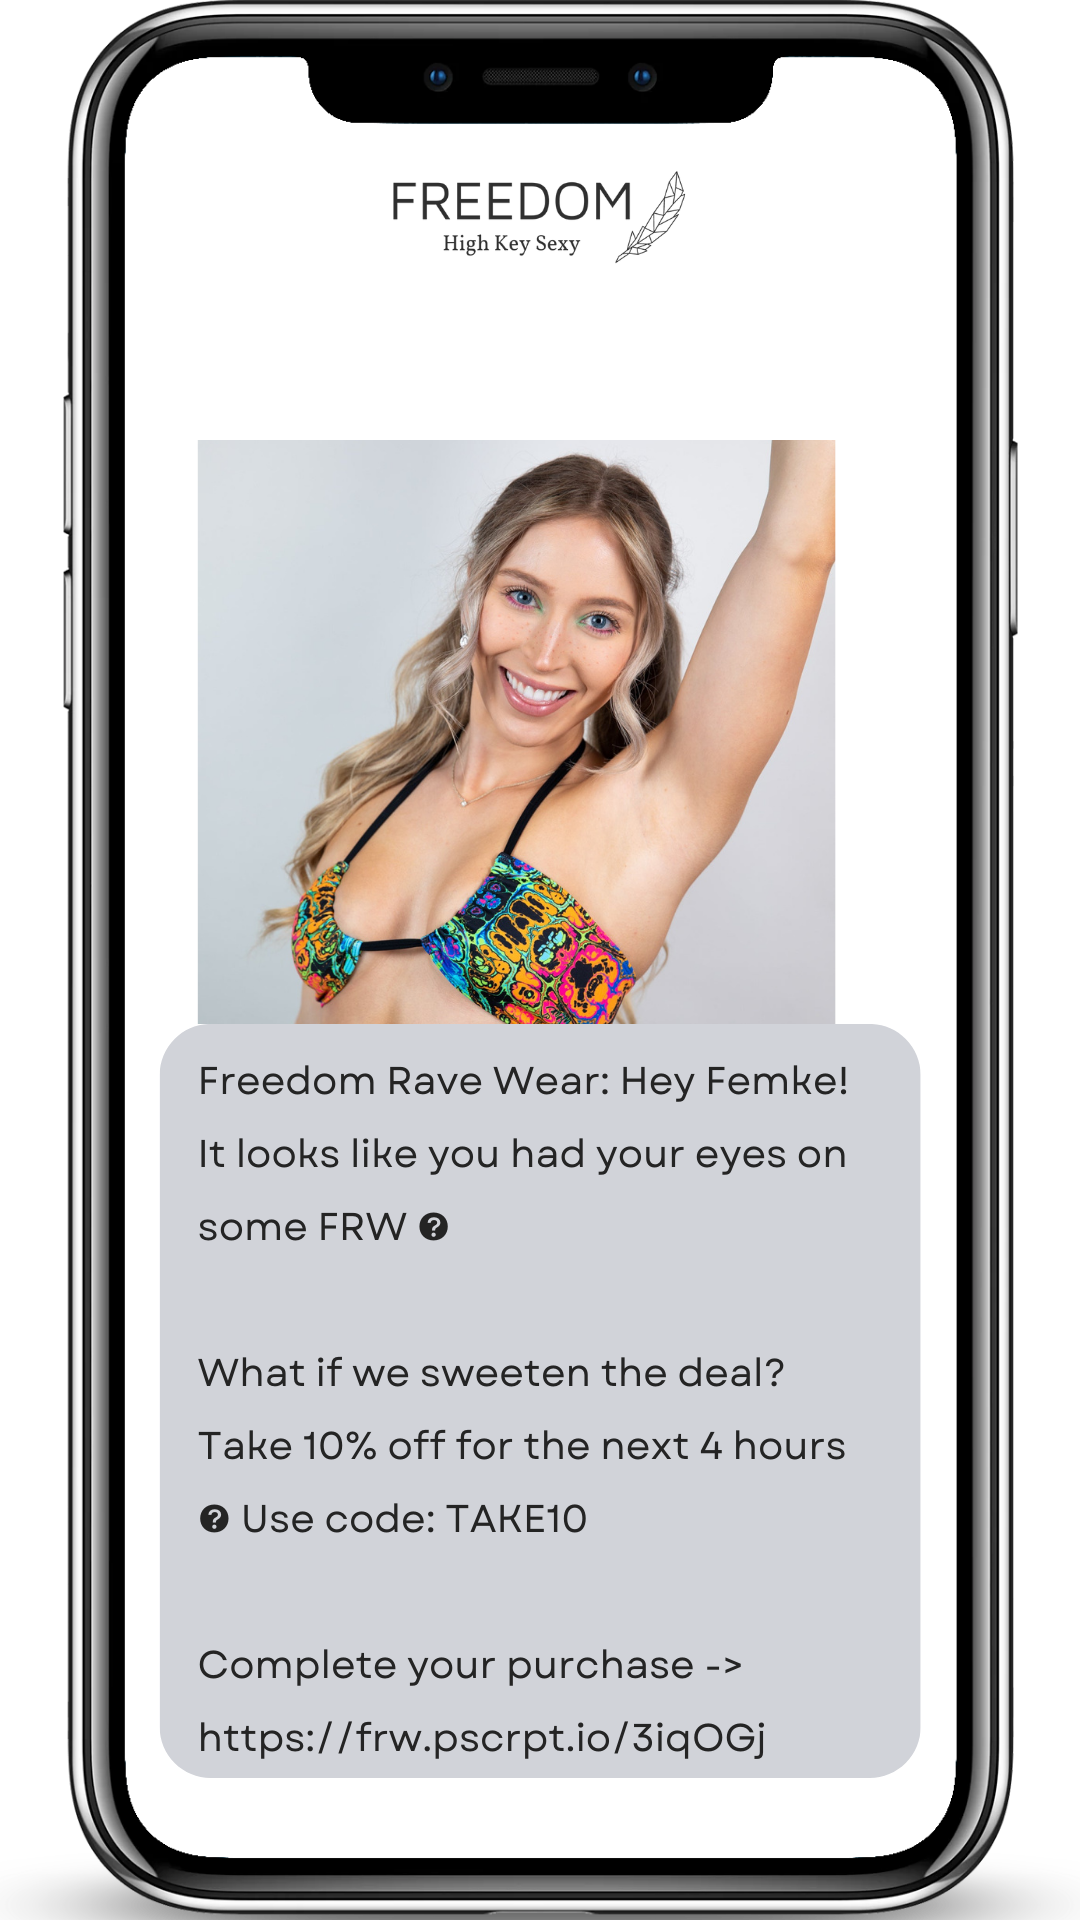 FREEDOM
High Key Sexy
Freedom Rave Wear: Hey Femke!
It looks like you had your eyes on
some FRW ?
What if we sweeten the deal?
Take 10% off for the next 4 hours
? Use code: TAKE10
Complete your purchase ->
https://frw.pscrpt.io/3iqOGj